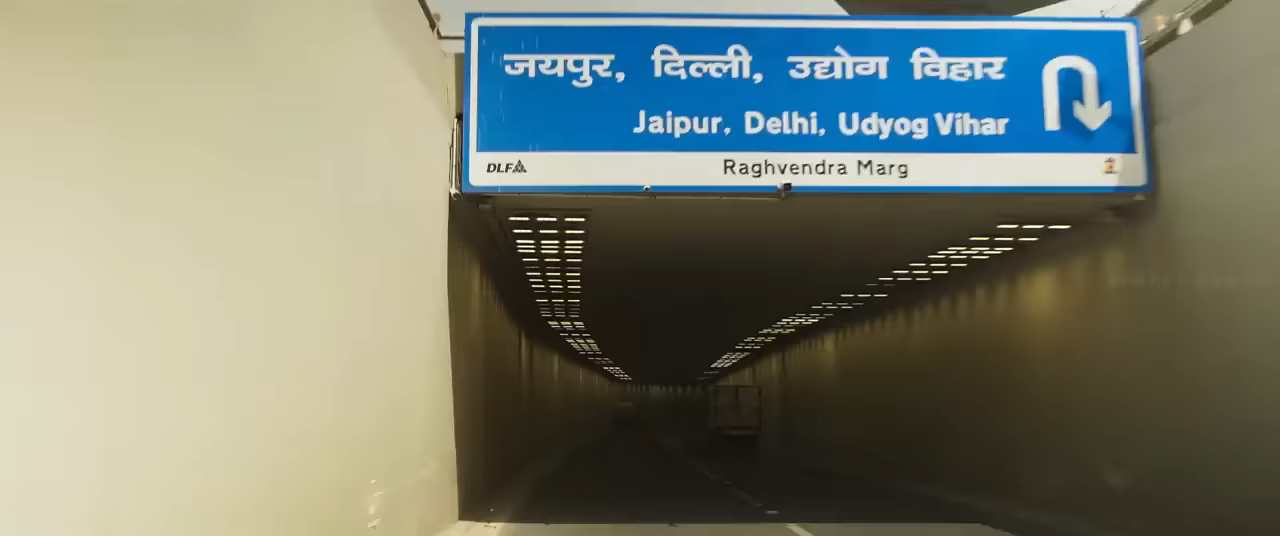 जयपुर, दिल्ली, उद्योग विहार
Jaipur, Delhi, Udyog Vihar
DLF
Raghvendra Marg